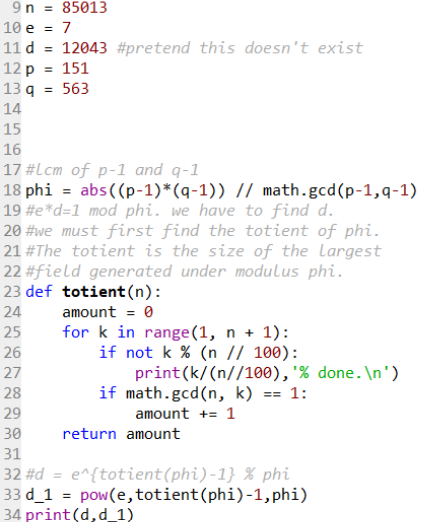 9 n = 85013
10 e = 7
11 d = 12043 #pretend this doesn't exist
12 p = 151
13 q = 563
14
15
16
17 #lcm of p-1 and q-1
18 phi = abs((p-1)*(q-1)) // math.gcd(p-1,q-1)
19 #e*d=1 mod phi. we have to find d.
20 #we must first find the totient of phi.
21 #The totient is the size of the largest
22 #field generated under modulus phi.
23 def totient(n):
24     amount = 0
25     for k in range(1, n + 1):
26         if not k % (n // 100):
27             print(k/(n//100),'% done.\n')
28         if math.gcd(n, k) == 1:
29             amount += 1
30     return amount
31
32 #d = e^{totient(phi)-1} % phi
33 d_1 = pow(e,totient(phi)-1,phi)
34 print(d,d_1)